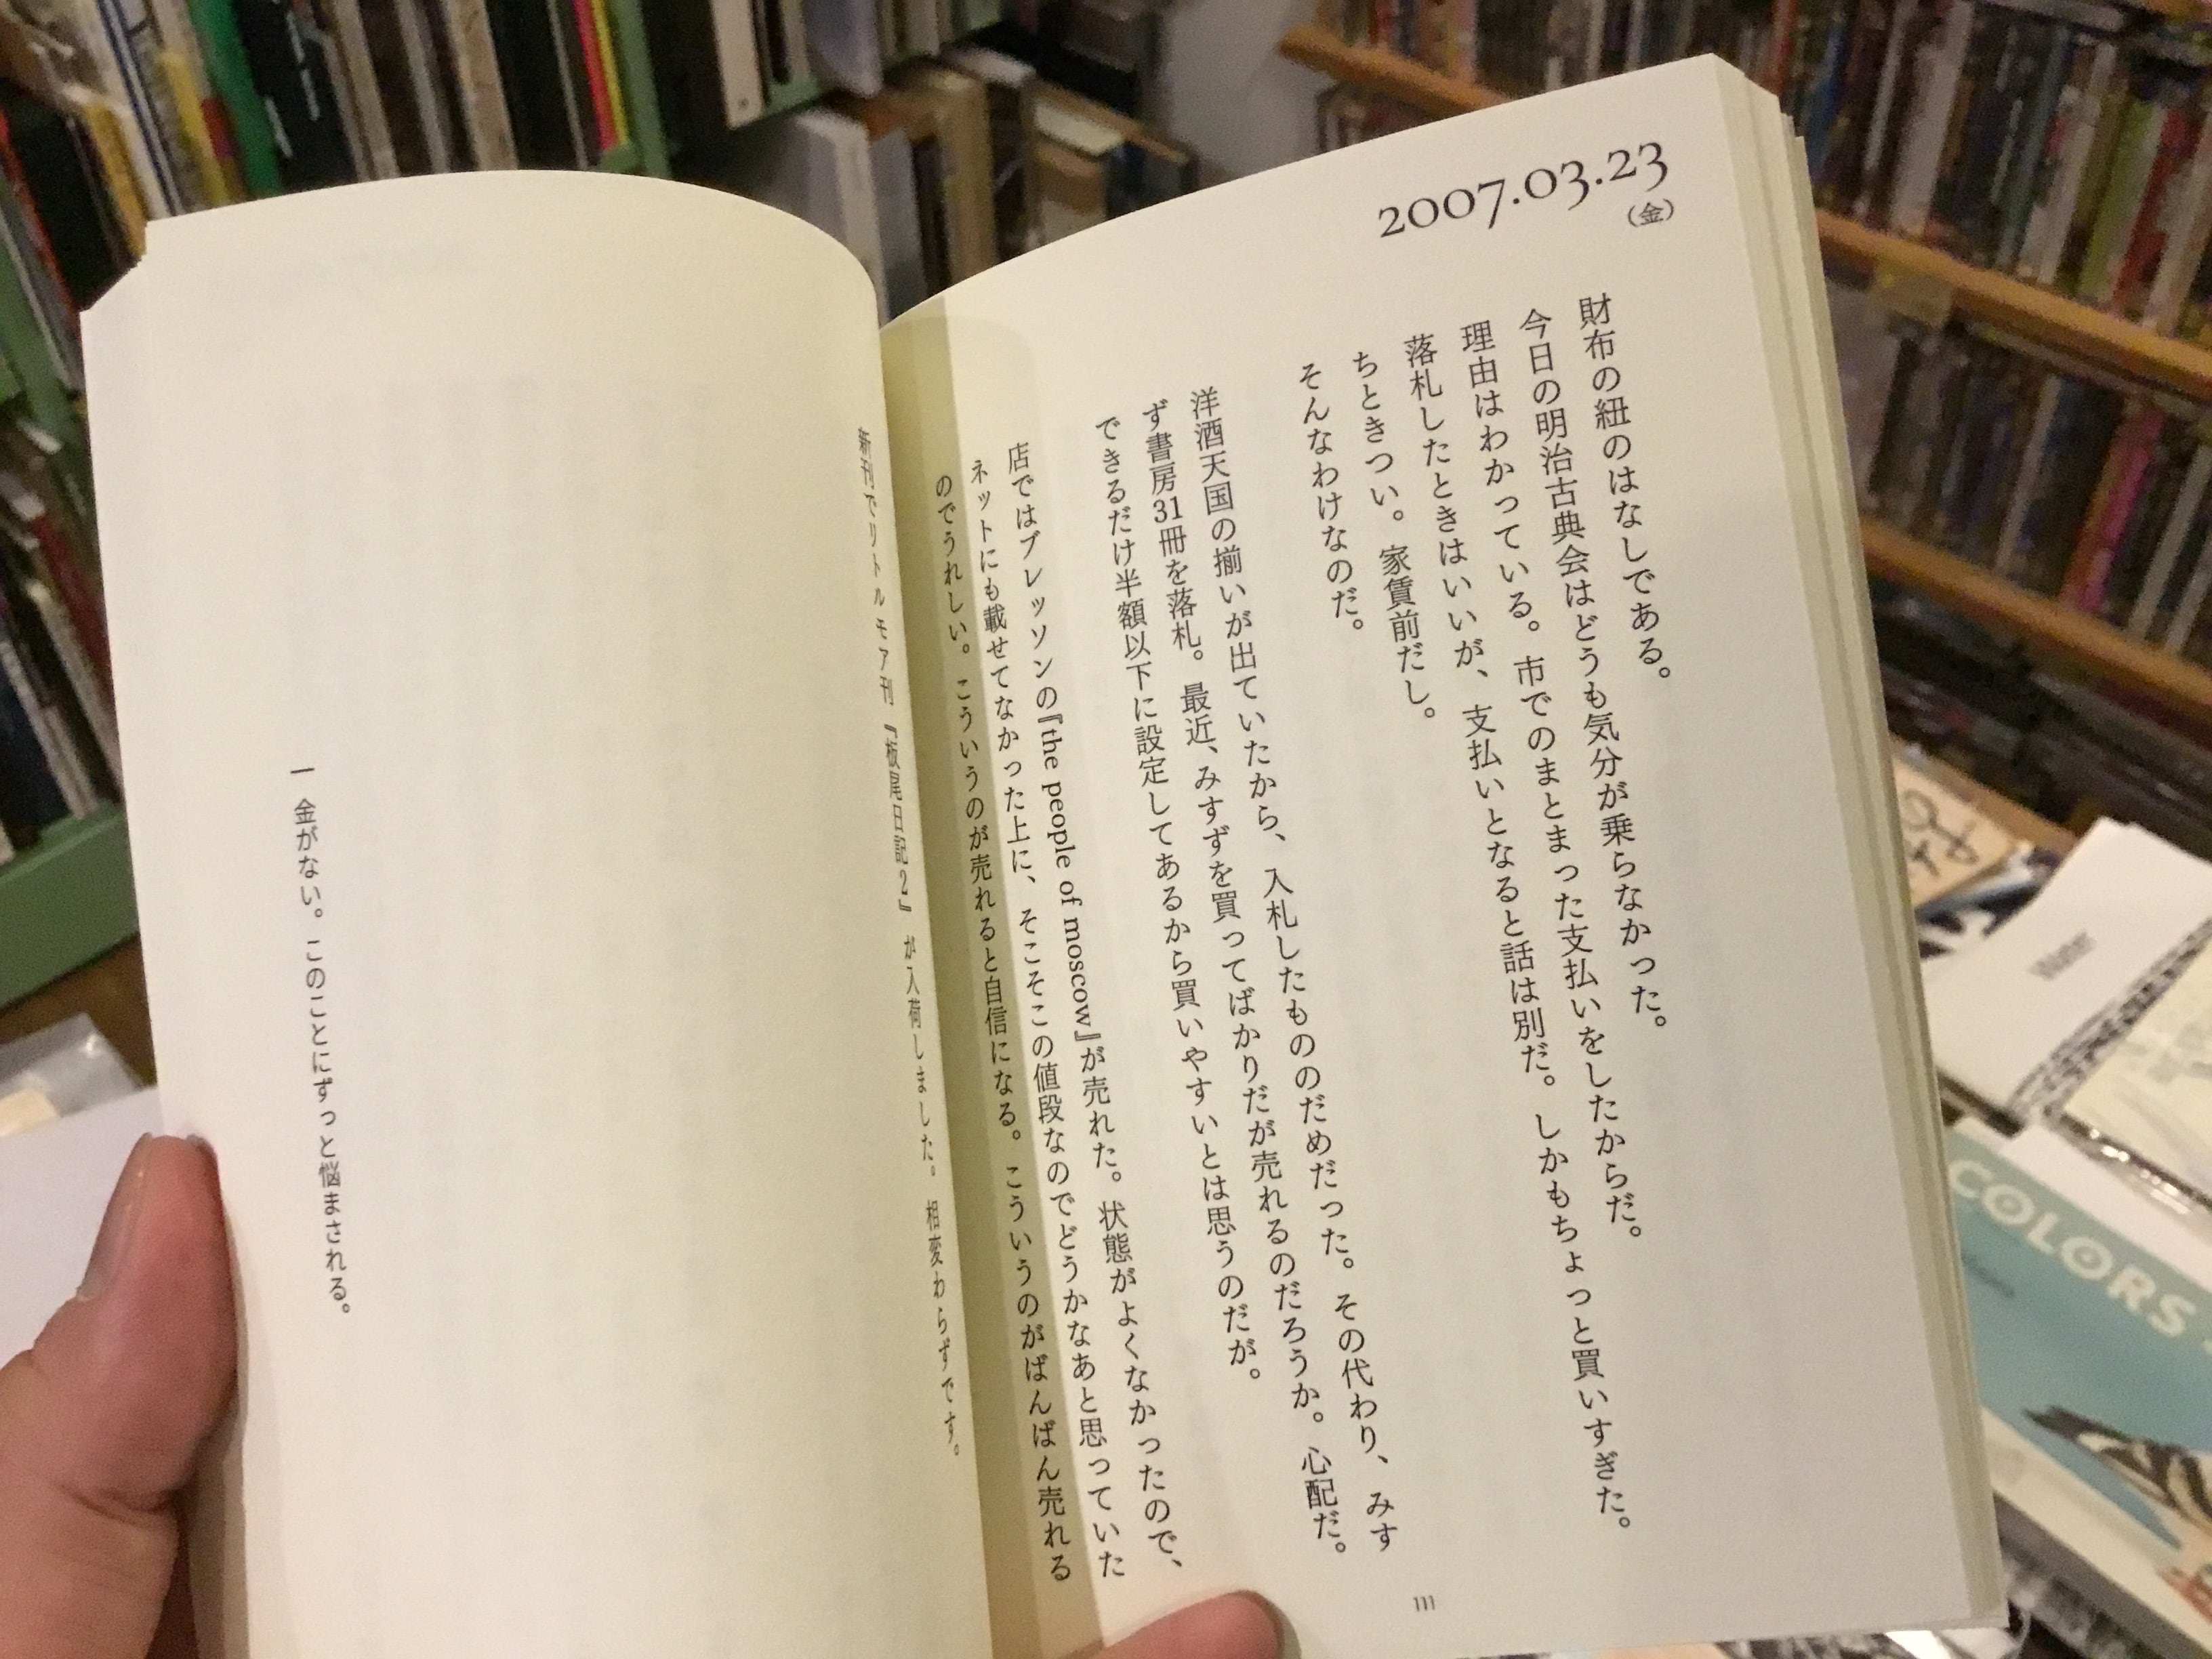 2007.03.23
(金)
財布の紐のはなしである。
今日の明治古典会はどうも気分が乗らなかった。
理由はわかっている。市でのまとまった支払いをしたからだ。
落札したときはいいが、支払いとなると話は別だ。しかもちょっと買いすぎた。
ちときつい。家賃前だし。
そんなわけなのだ。
洋酒天国の揃いが出ていたから、入札したもののだめだった。その代わり、みす
ず書房31冊を落札。最近、みすずを買ってばかりだが売れるのだろうか。心配だ。
できるだけ半額以下に設定してあるから買いやすいとは思うのだが。
店ではブレッソンの『the people of moscow』が売れた。状態がよくなかったので、
ネットにも載せてなかった上に、そこそこの値段なのでどうかなあと思っていた
のでうれしい。こういうのが売れると自信になる。こういうのがばんばん売れる
111
新刊でリトルモア刊『板尾日記2』が入荷しました。相変わらずです。
一 金がない。このことにずっと悩まされる。
COLORS